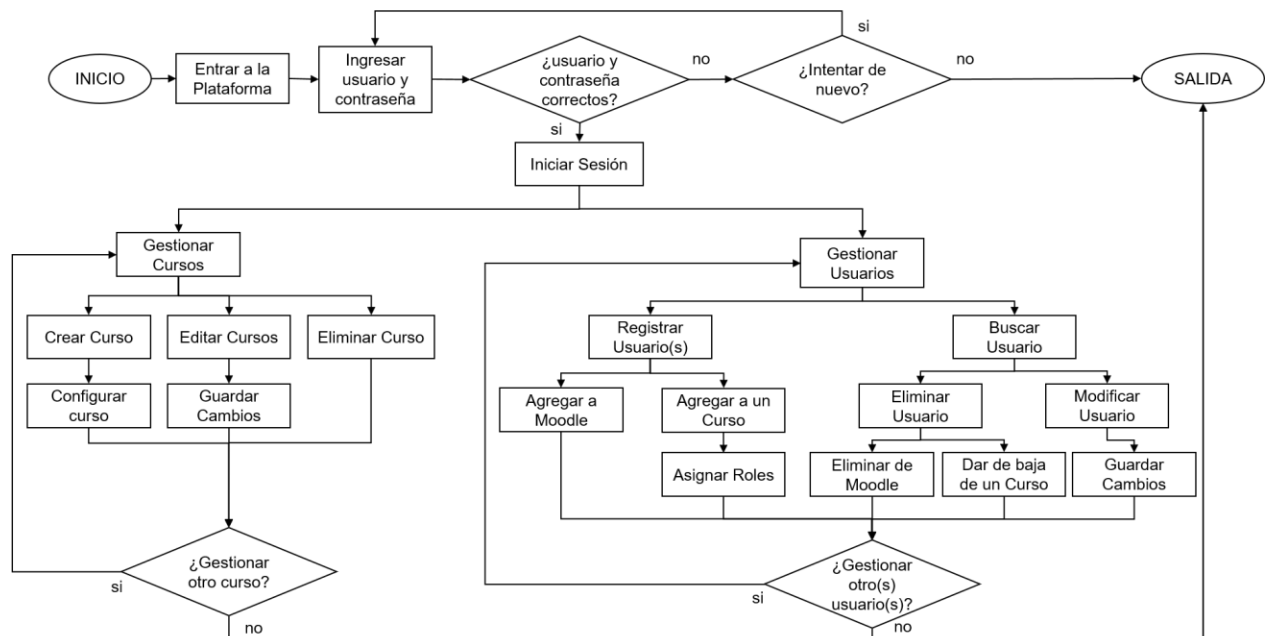 si
INICIO
Entrar a la
Plataforma
Ingresar
usuario y
contraseña
¿usuario y
contraseña
correctos?
no
¿Intentar de
nuevo?
no
SALIDA
si
Iniciar Sesión
Gestionar
Cursos
Gestionar
Usuarios
Crear Curso
Editar Cursos
Eliminar Curso
Registrar
Usuario(s)
Buscar
Usuario
Configurar
curso
Guardar
Cambios
Agregar a
Moodle
Agregar a un
Curso
Eliminar
Usuario
Modificar
Usuario
Asignar Roles
Eliminar de
Moodle
Dar de baja
de un Curso
Guardar
Cambios
¿Gestionar
otro curso?
si
no
¿Gestionar
otro(s)
usuario(s)?
si
no